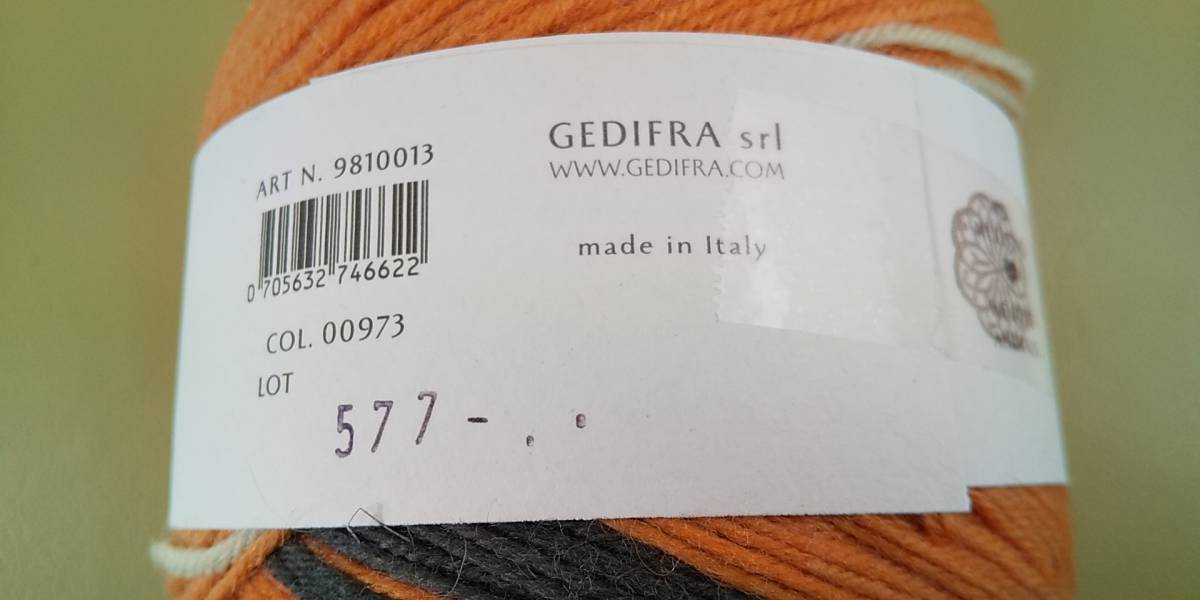 ART N. 9810013
0 705632 746622
COL. 00973
LOT
577-. .
GEDIFRA srl
WWW.GEDIFRA.COM
made in Italy